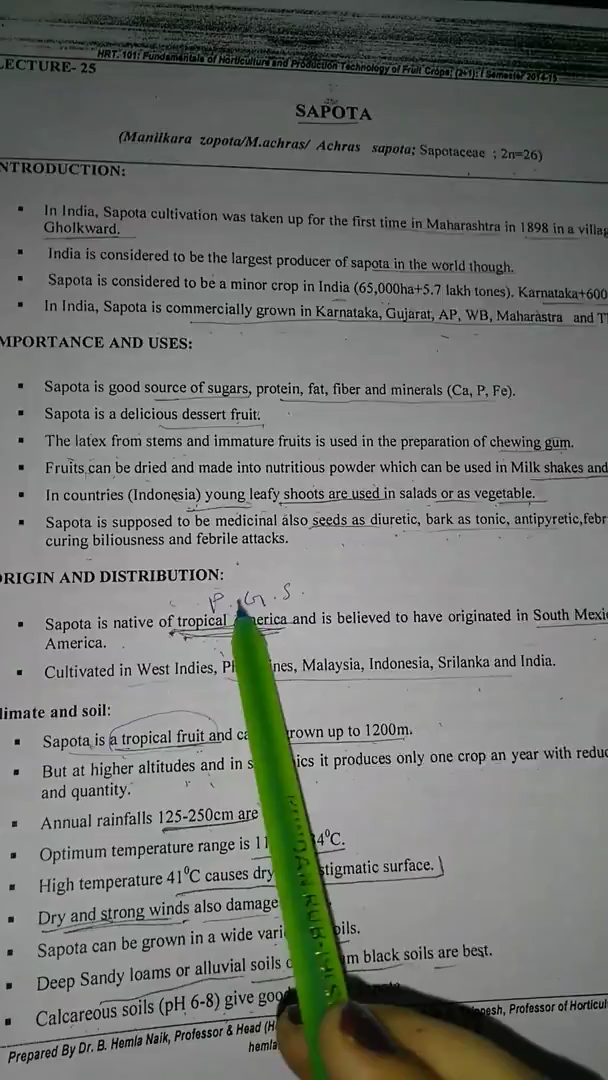 HRT. 101: Fundamentals of Horticulture and Production Technology of Fruit Crops; (2+1): I Semester 2014-15
LECTURE- 25
SAPOTA
(Manilkara zopota/M.achras/ Achras sapota; Sapotaceae ; 2n=26)
NTRODUCTION:
▪ In India, Sapota cultivation was taken up for the first time in Maharashtra in 1898 in a villag
Gholkward.
▪ India is considered to be the largest producer of sapota in the world though.
▪ Sapota is considered to be a minor crop in India (65,000ha+5.7 lakh tones). Karnataka+600
▪ In India, Sapota is commercially grown in Karnataka, Gujarat, AP, WB, Maharastra and T
MPORTANCE AND USES:
▪ Sapota is good source of sugars, protein, fat, fiber and minerals (Ca, P, Fe).
▪ Sapota is a delicious dessert fruit.
▪ The latex from stems and immature fruits is used in the preparation of chewing gum.
▪ Fruits can be dried and made into nutritious powder which can be used in Milk shakes and
▪ In countries (Indonesia) young leafy shoots are used in salads or as vegetable.
▪ Sapota is supposed to be medicinal also seeds as diuretic, bark as tonic, antipyretic,febr
curing biliousness and febrile attacks.
ORIGIN AND DISTRIBUTION:
P.G.S.
▪ Sapota is native of tropical America and is believed to have originated in South Mexi
America.
▪ Cultivated in West Indies, Ph ines, Malaysia, Indonesia, Srilanka and India.
limate and soil:
▪ Sapota is a tropical fruit and ca rown up to 1200m.
▪ But at higher altitudes and in s ics it produces only one crop an year with reduc
and quantity.
▪ Annual rainfalls 125-250cm are
▪ Optimum temperature range is 11 4⁰C.
▪ High temperature 41⁰C causes dry stigmatic surface.
▪ Dry and strong winds also damage
▪ Sapota can be grown in a wide vari oils.
▪ Deep Sandy loams or alluvial soils m black soils are best.
▪ Calcareous soils (pH 6-8) give goo
Prepared By Dr. B. Hemla Naik, Professor & Head (H esh, Professor of Horticul
hemla